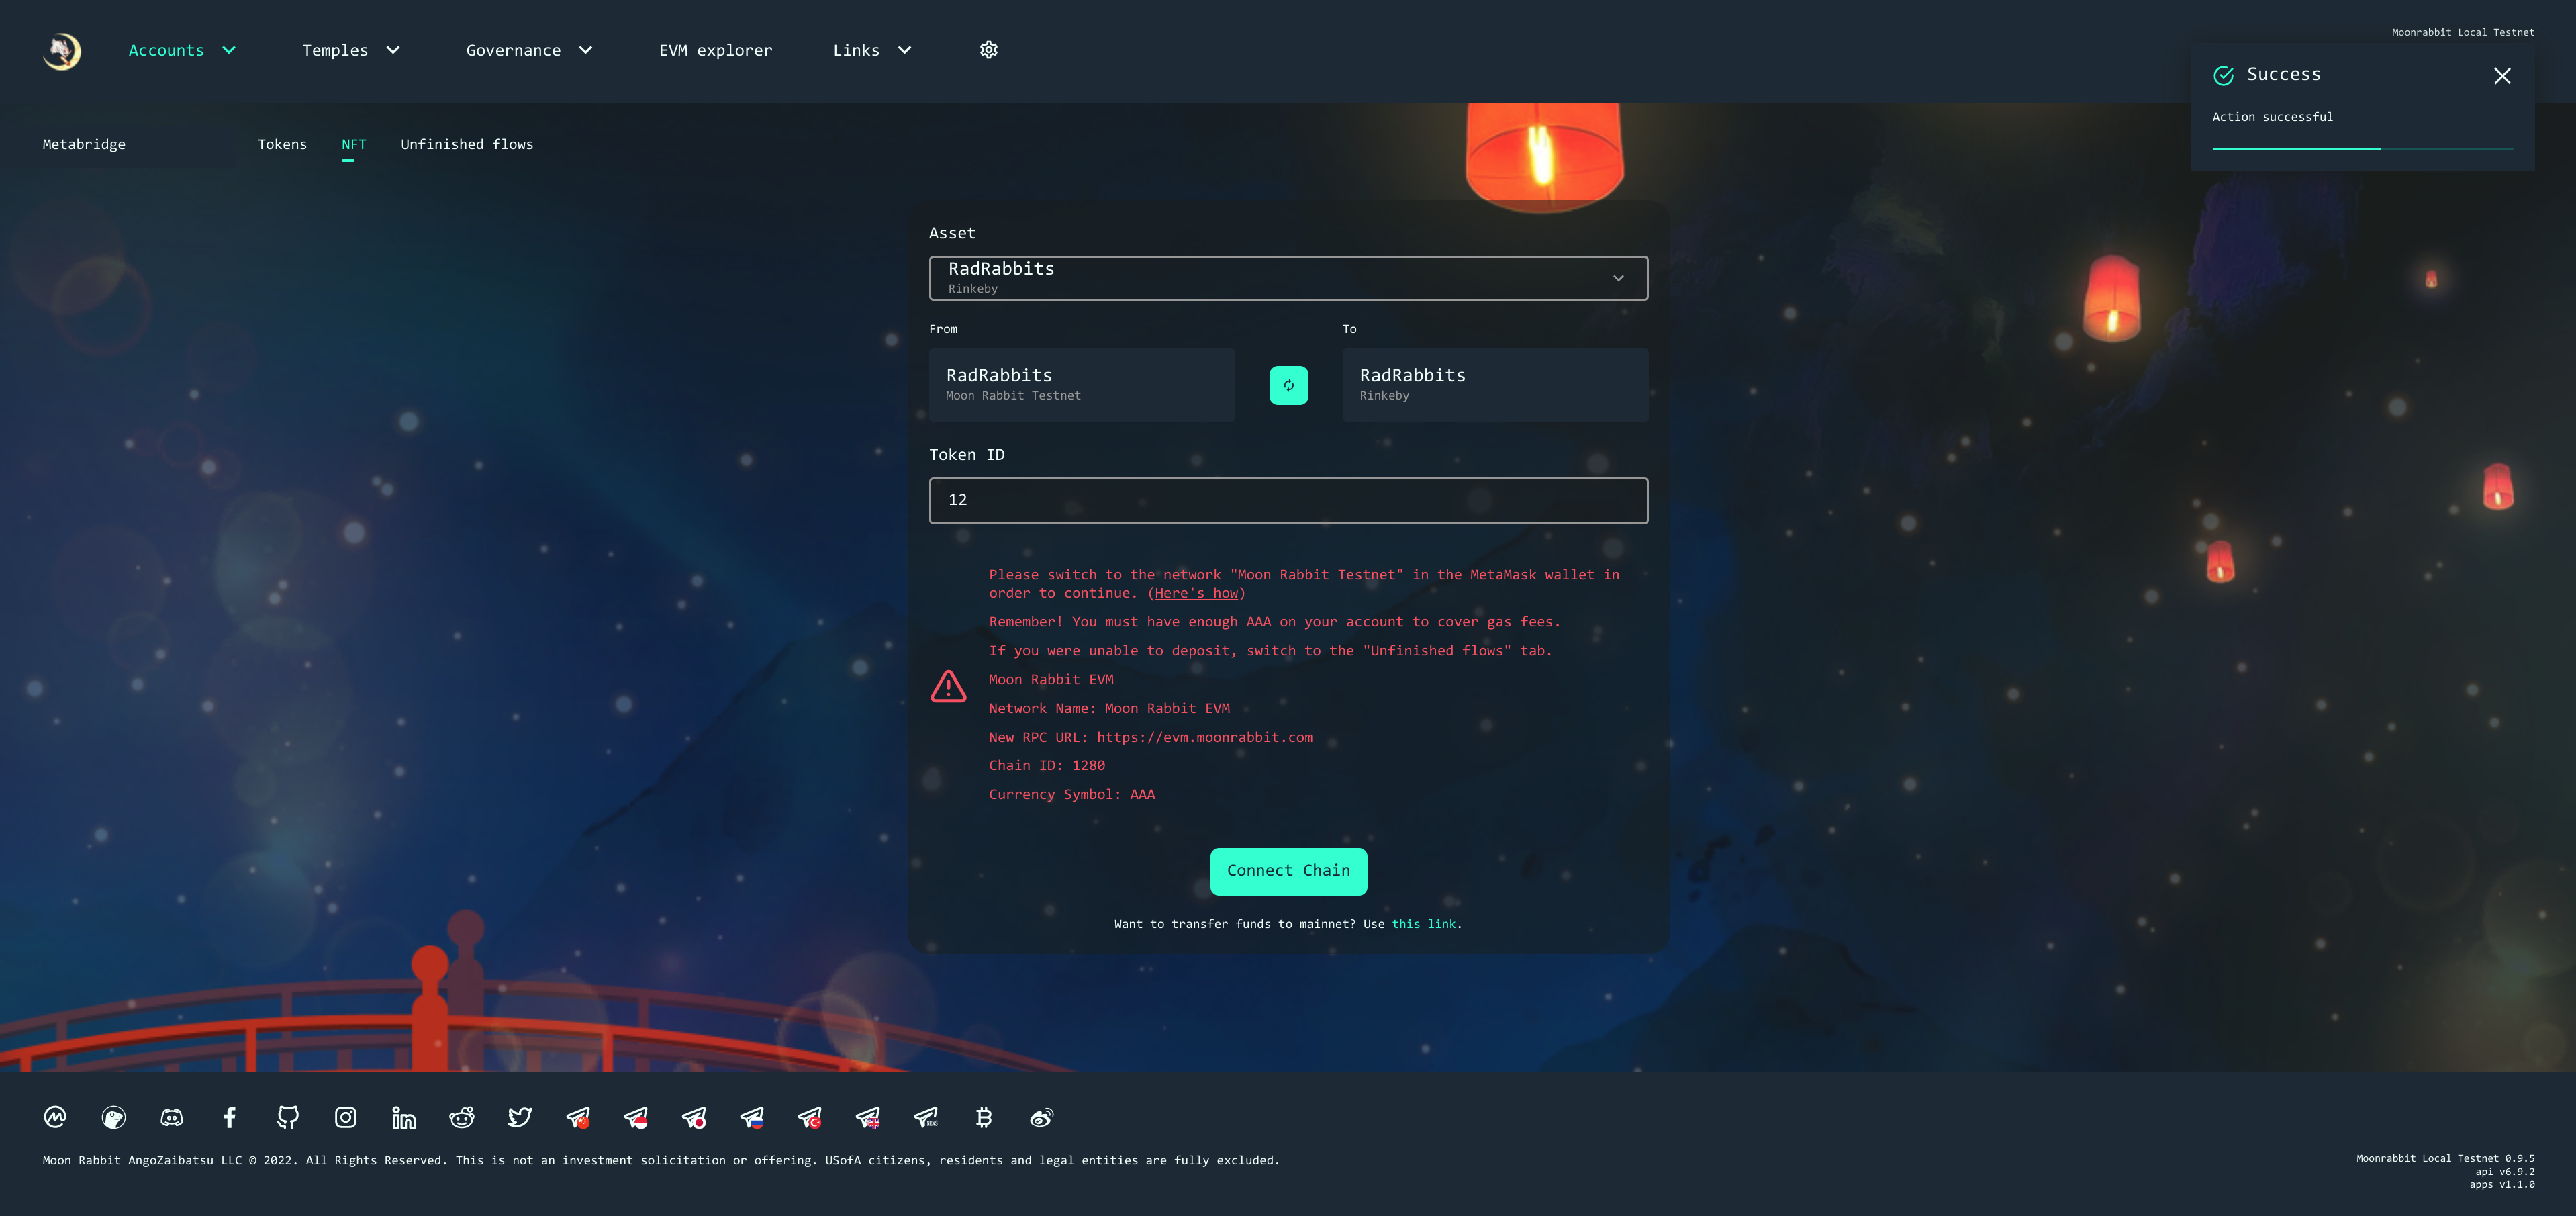 Accounts
Temples
Governance
EVM explorer
Links
Moonrabbit Local Testnet
Success
Action successful
Metabridge
Tokens
NFT
Unfinished flows
Asset
RadRabbits
Rinkeby
From
To
RadRabbits
Moon Rabbit Testnet
RadRabbits
Rinkeby
Token ID
12
Please switch to the network "Moon Rabbit Testnet" in the MetaMask wallet in
order to continue. (Here's how)
Remember! You must have enough AAA on your account to cover gas fees.
If you were unable to deposit, switch to the "Unfinished flows" tab.
Moon Rabbit EVM
Network Name: Moon Rabbit EVM
New RPC URL: https://evm.moonrabbit.com
Chain ID: 1280
Currency Symbol: AAA
Connect Chain
Want to transfer funds to mainnet? Use this link.
Moon Rabbit AngoZaibatsu LLC © 2022. All Rights Reserved. This is not an investment solicitation or offering. USofA citizens, residents and legal entities are fully excluded.
Moonrabbit Local Testnet 0.9.5
api v6.9.2
apps v1.1.0